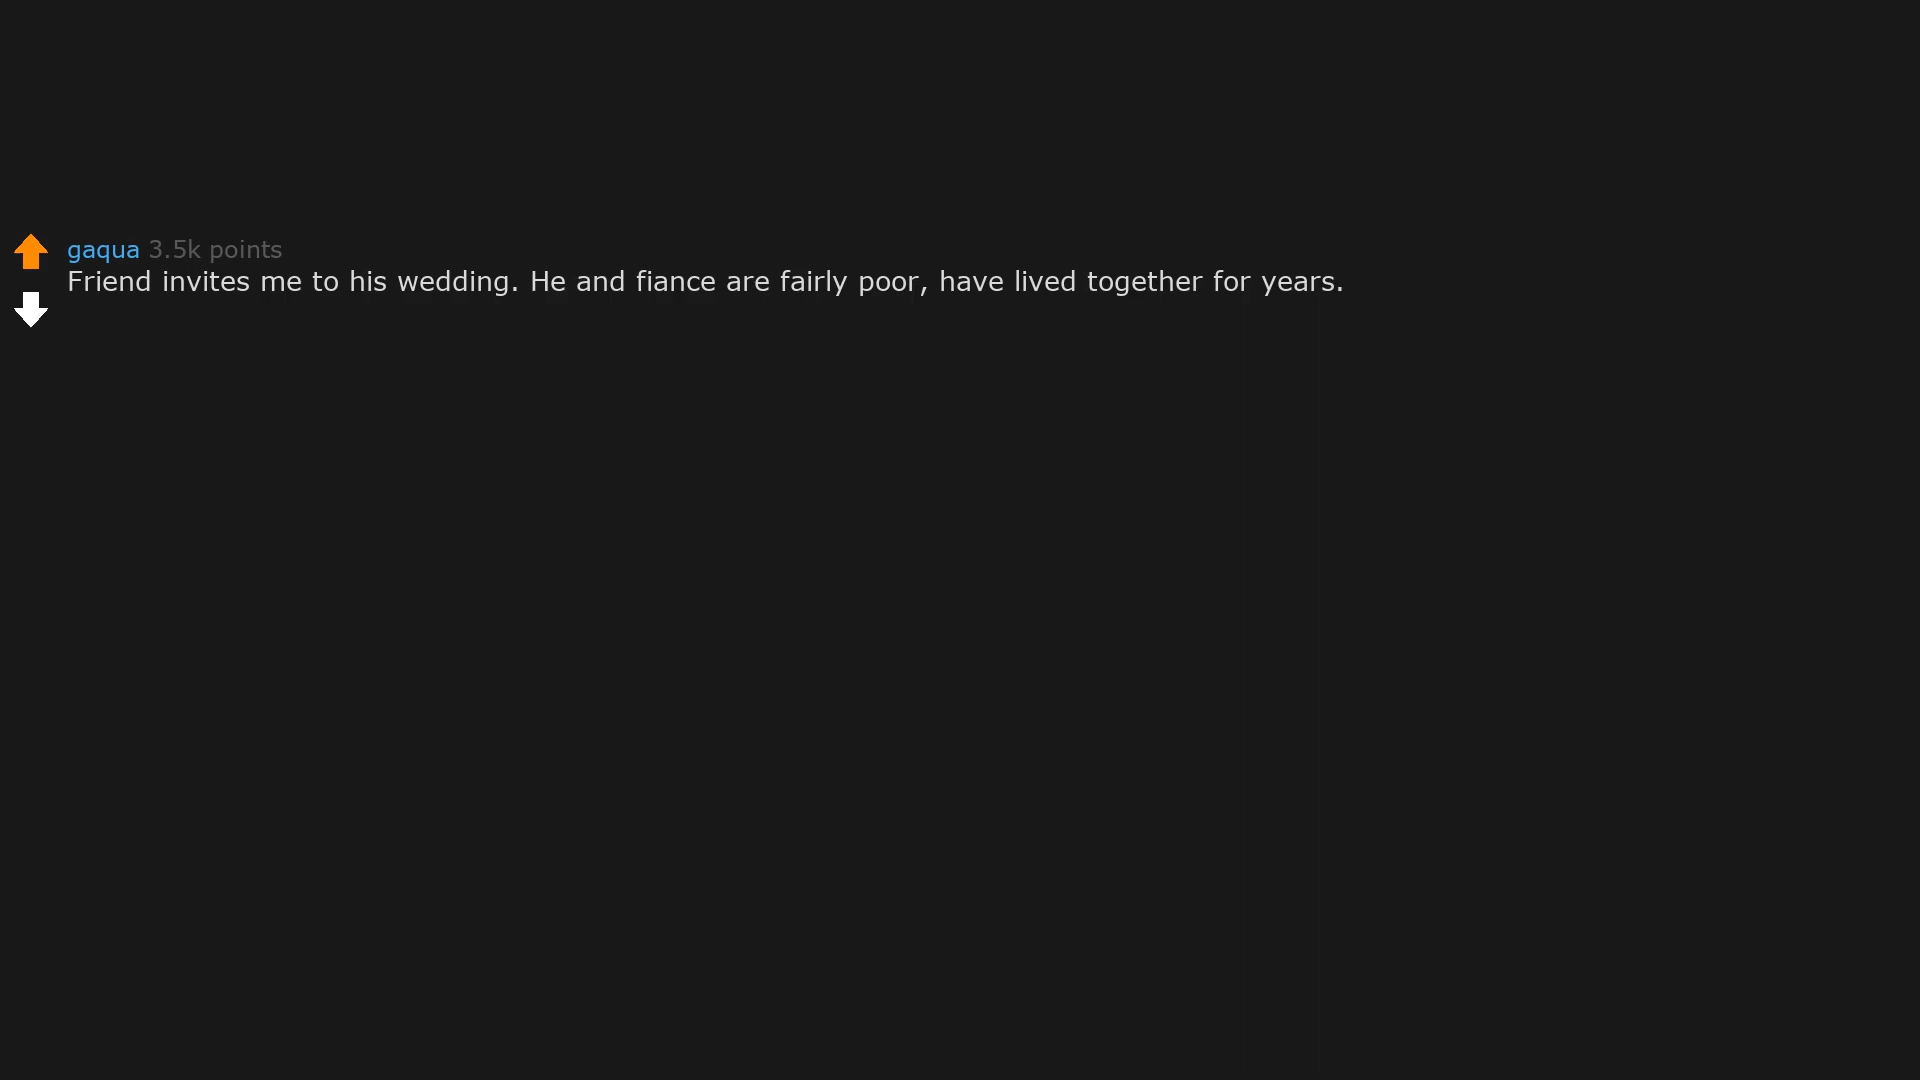 gaqua 3.5k points
Friend invites me to his wedding. He and fiance are fairly poor, have lived together for years.